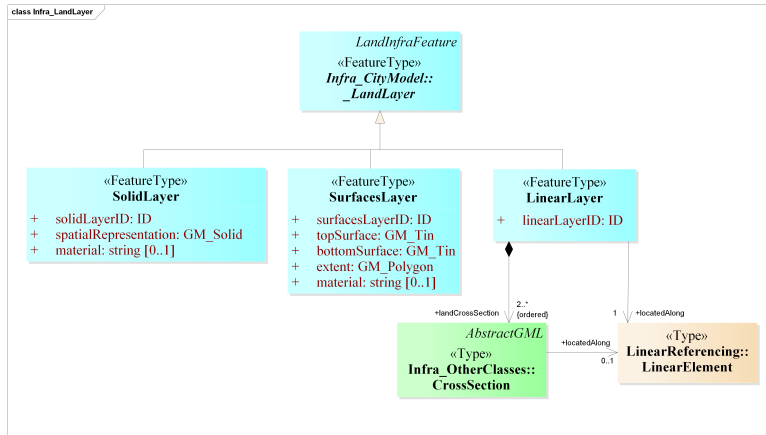 class Infra_LandLayer
LandInfraFeature
«FeatureType»
Infra_CityModel::
_LandLayer
«FeatureType»
SolidLayer
+ solidLayerID: ID
+ spatialRepresentation: GM_Solid
+ material: string [0..1]
«FeatureType»
SurfacesLayer
+ surfacesLayerID: ID
+ topSurface: GM_Tin
+ bottomSurface: GM_Tin
+ extent: GM_Polygon
+ material: string [0..1]
«FeatureType»
LinearLayer
+ linearLayerID: ID
+landCrossSection
2..*
{ordered}
1
+locatedAlong
AbstractGML
«Type»
Infra_OtherClasses::
CrossSection
+locatedAlong
0..1
«Type»
LinearReferencing::
LinearElement